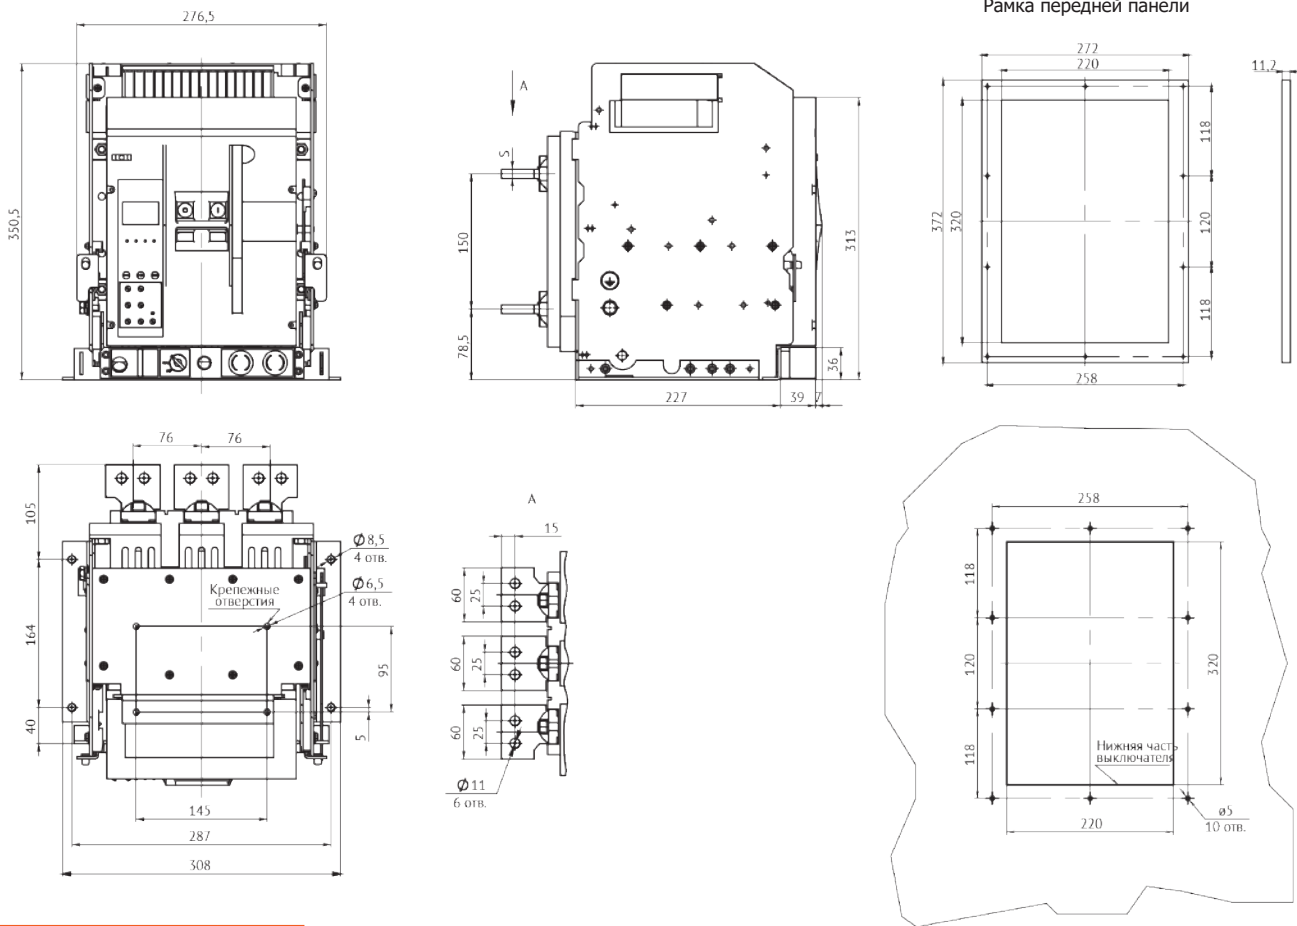 Рамка передней панели
276,5
350,5
A
S
150
78,5
313
36
227
39
7
272
220
11,2
372
320
118
120
118
258
76
76
105
164
40
Ø8,5
4 отв.
Ø6,5
4 отв.
Крепежные
отверстия
95
5
145
287
308
A
15
60
25
60
25
60
25
Ø11
6 отв.
258
118
120
118
320
Нижняя часть
выключателя
220
ø5
10 отв.